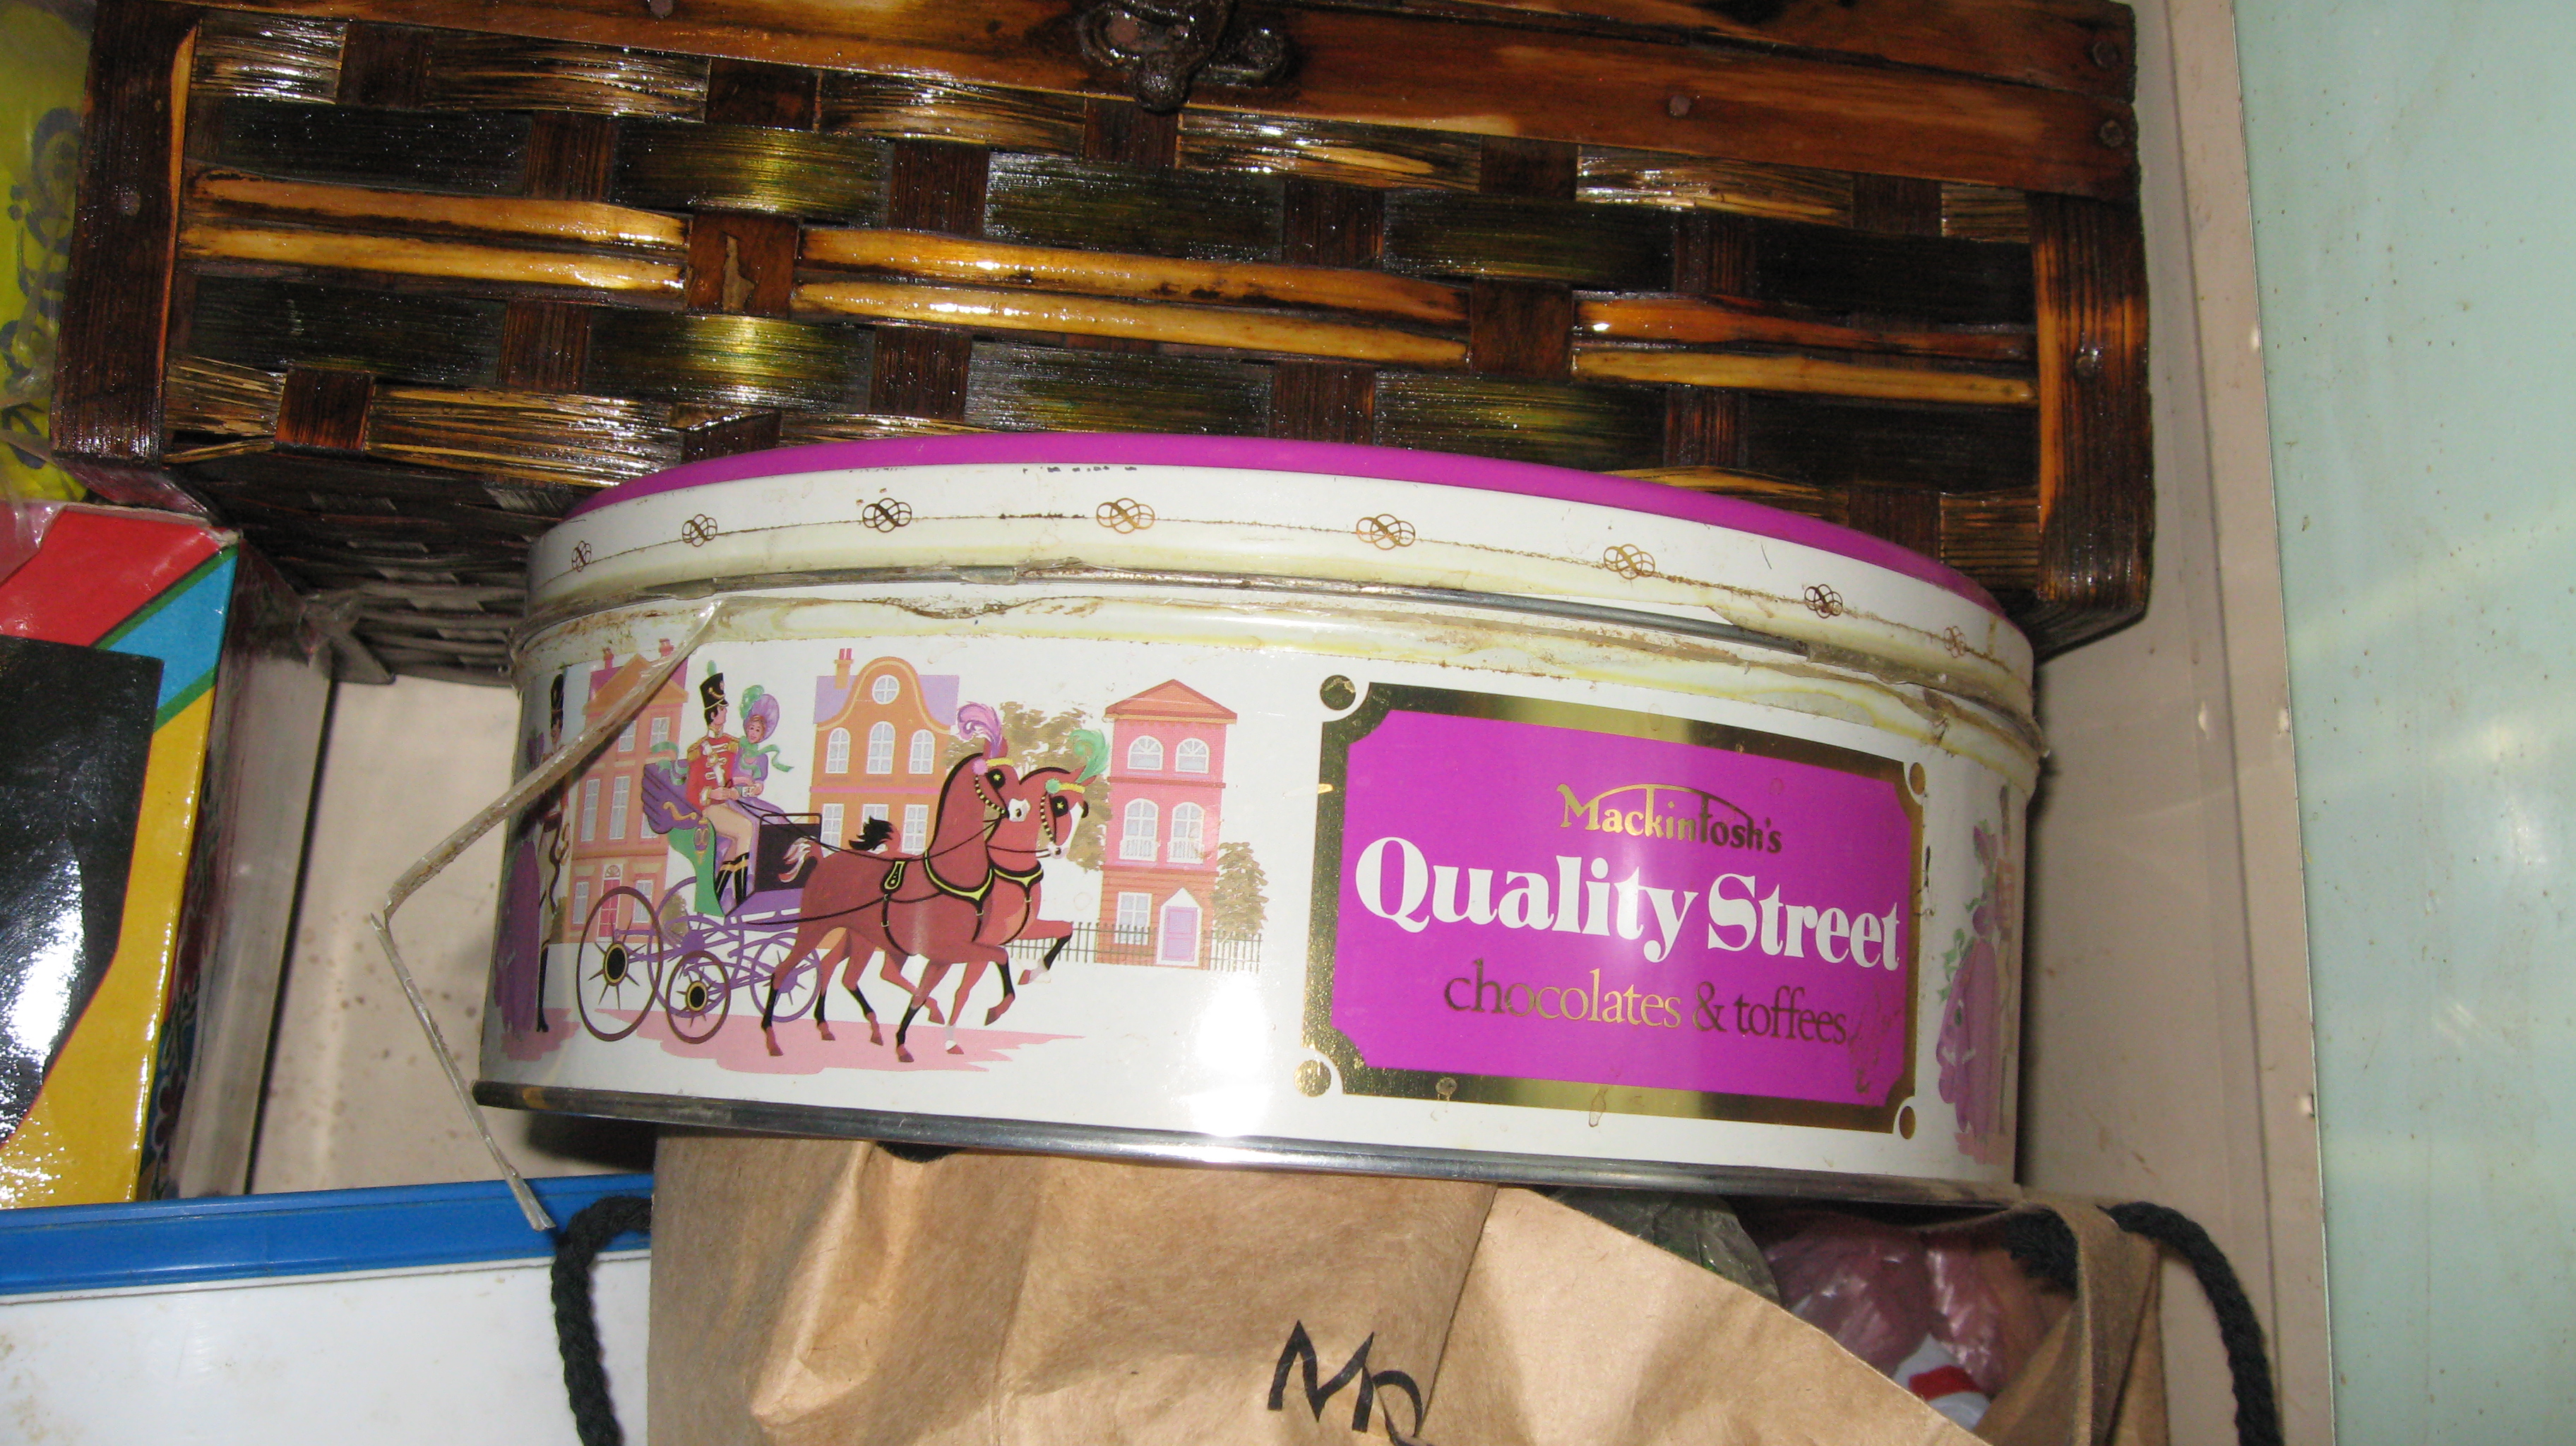 Mackintosh's
Quality Street
chocolates & toffees